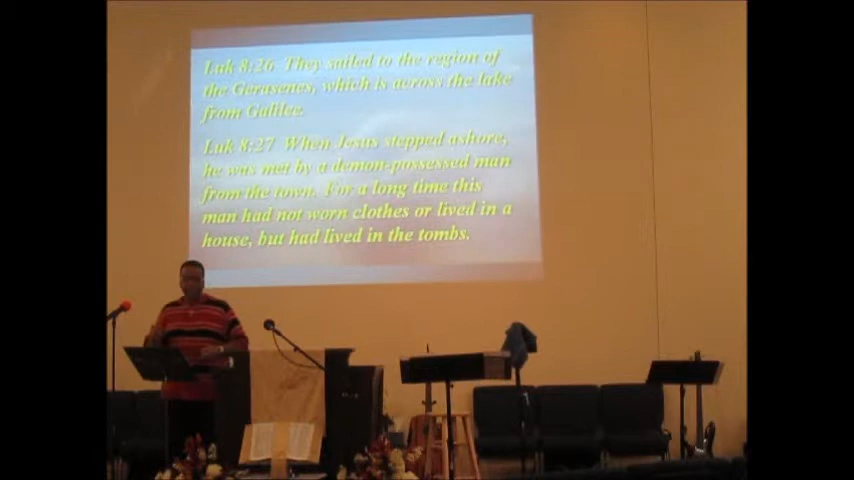 Luk 8:26 They sailed to the region of
the Gerasenes, which is across the lake
from Galilee.
Luk 8:27 When Jesus stepped ashore,
he was met by a demon-possessed man
from the town. For a long time this
man had not worn clothes or lived in a
house, but had lived in the tombs.